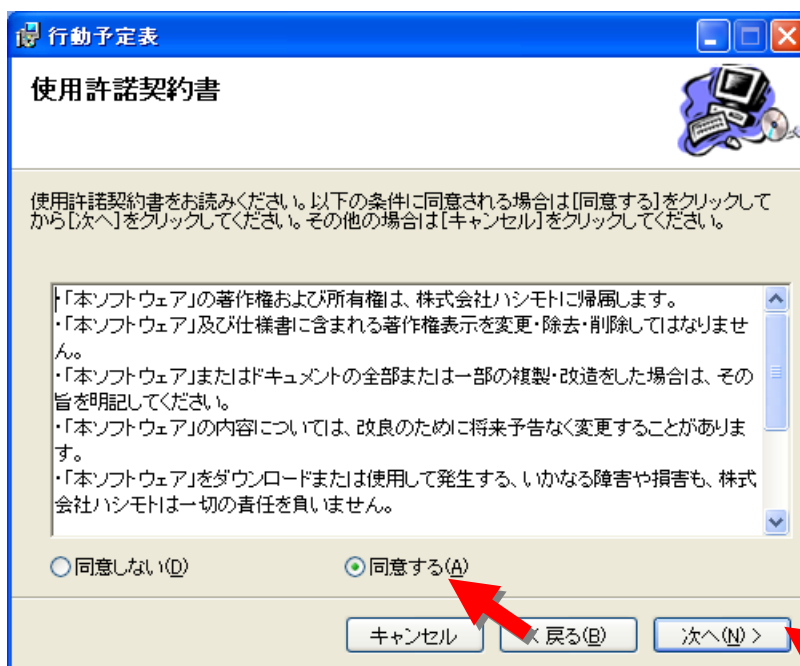 行動予定表
使用許諾契約書
使用許諾契約書をお読みください。以下の条件に同意される場合は[同意する]をクリックして
から[次へ]をクリックしてください。その他の場合は[キャンセル]をクリックしてください。
・「本ソフトウェア」の著作権および所有権は、株式会社ハシモトに帰属します。
・「本ソフトウェア」及び仕様書に含まれる著作権表示を変更・除去・削除してはなりませ
ん。
・「本ソフトウェア」またはドキュメントの全部または一部の複製・改造をした場合は、その
旨を明記してください。
・「本ソフトウェア」の内容については、改良のために将来予告なく変更することがありま
す。
・「本ソフトウェア」をダウンロードまたは使用して発生する、いかなる障害や損害も、株式
会社ハシモトは一切の責任を負いません。
同意しない(D) 同意する(A)
キャンセル < 戻る(B) 次へ(N) >